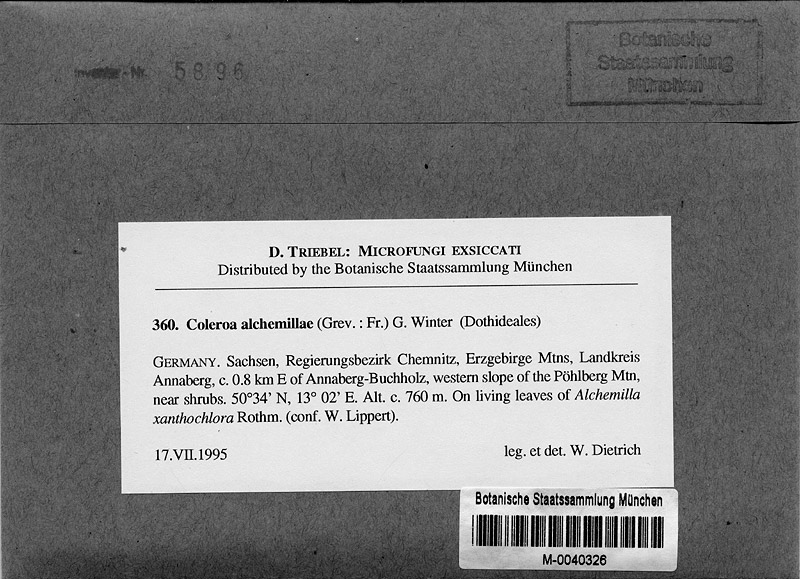 Botanische
Staatssammlung
München
Inventar-Nr. 5896
D. TRIEBEL: MICROFUNGI EXSICCATI
Distributed by the Botanische Staatssammlung München
360. Coleroa alchemillae (Grev. : Fr.) G. Winter (Dothideales)
GERMANY. Sachsen, Regierungsbezirk Chemnitz, Erzgebirge Mtns, Landkreis
Annaberg, c. 0.8 km E of Annaberg-Buchholz, western slope of the Pöhlberg Mtn,
near shrubs. 50°34' N, 13° 02' E. Alt. c. 760 m. On living leaves of Alchemilla
xanthochlora Rothm. (conf. W. Lippert).
17.VII.1995 leg. et det. W. Dietrich
Botanische Staatssammlung München
M-0040326